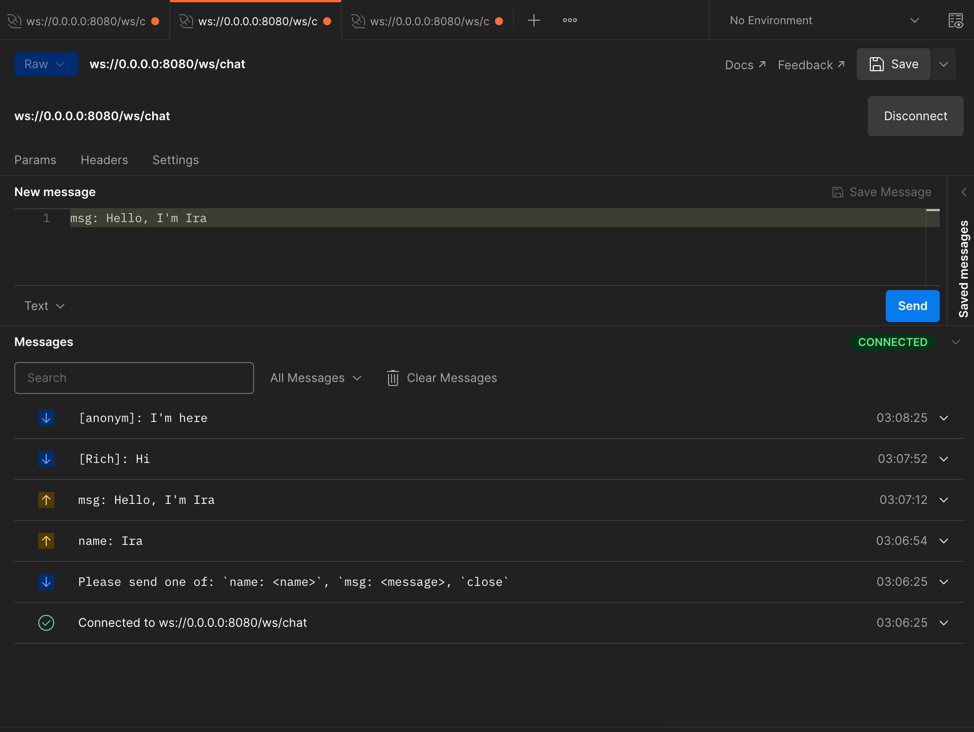 ws://0.0.0.0:8080/ws/c ws://0.0.0.0:8080/ws/c ws://0.0.0.0:8080/ws/c No Environment
Raw ws://0.0.0.0:8080/ws/chat Docs ↗ Feedback ↗ Save
ws://0.0.0.0:8080/ws/chat Disconnect
Params Headers Settings
New message Save Message
1 msg: Hello, I'm Ira
Saved messages
Text Send
Messages CONNECTED
Search All Messages Clear Messages
[anonym]: I'm here 03:08:25
[Rich]: Hi 03:07:52
msg: Hello, I'm Ira 03:07:12
name: Ira 03:06:54
Please send one of: `name: <name>`, `msg: <message>, `close` 03:06:25
Connected to ws://0.0.0.0:8080/ws/chat 03:06:25